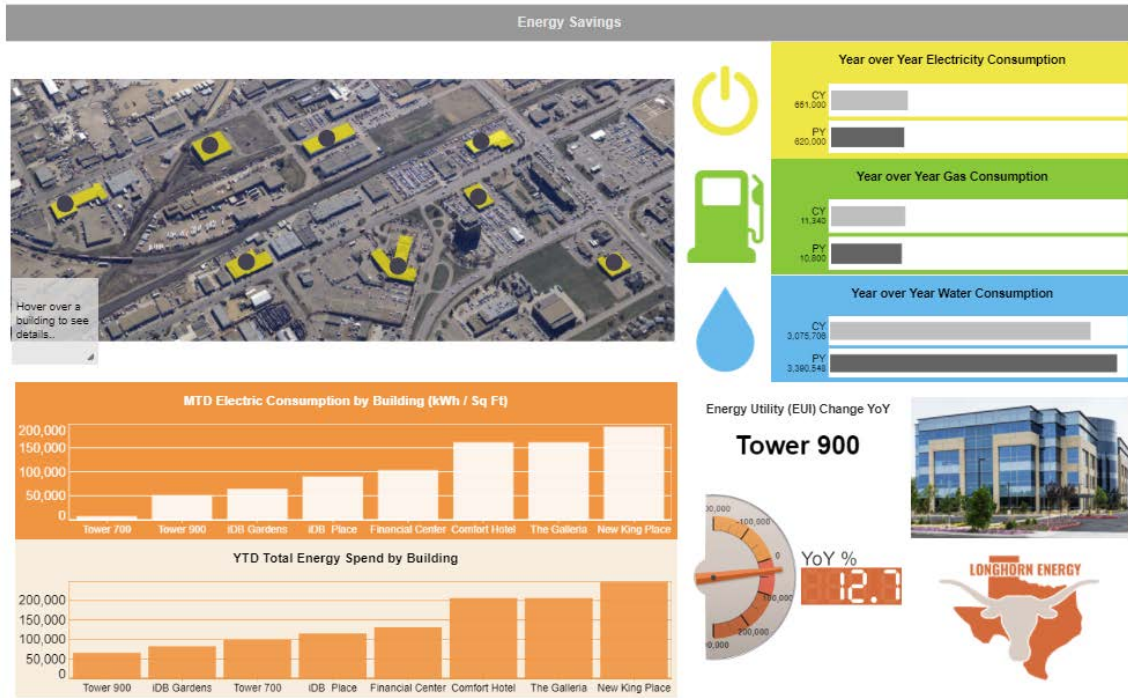 Energy Savings
Year over Year Electricity Consumption
CY
651,000
PY
620,000
Year over Year Gas Consumption
CY
11,340
PY
10,800
Year over Year Water Consumption
CY
3,075,706
PY
3,390,548
Hover over a
building to see
details..
MTD Electric Consumption by Building (kWh / Sq Ft)
200,000
150,000
100,000
50,000
0
Tower 700
Tower 900
iDB Gardens
iDB Place
Financial Center
Comfort Hotel
The Galleria
New King Place
YTD Total Energy Spend by Building
200,000
150,000
100,000
50,000
0
Tower 900
iDB Gardens
Tower 700
iDB Place
Financial Center
Comfort Hotel
The Galleria
New King Place
Energy Utility (EUI) Change YoY
Tower 900
-100,000
0
100,000
200,000
YoY %
12.7
LONGHORN ENERGY